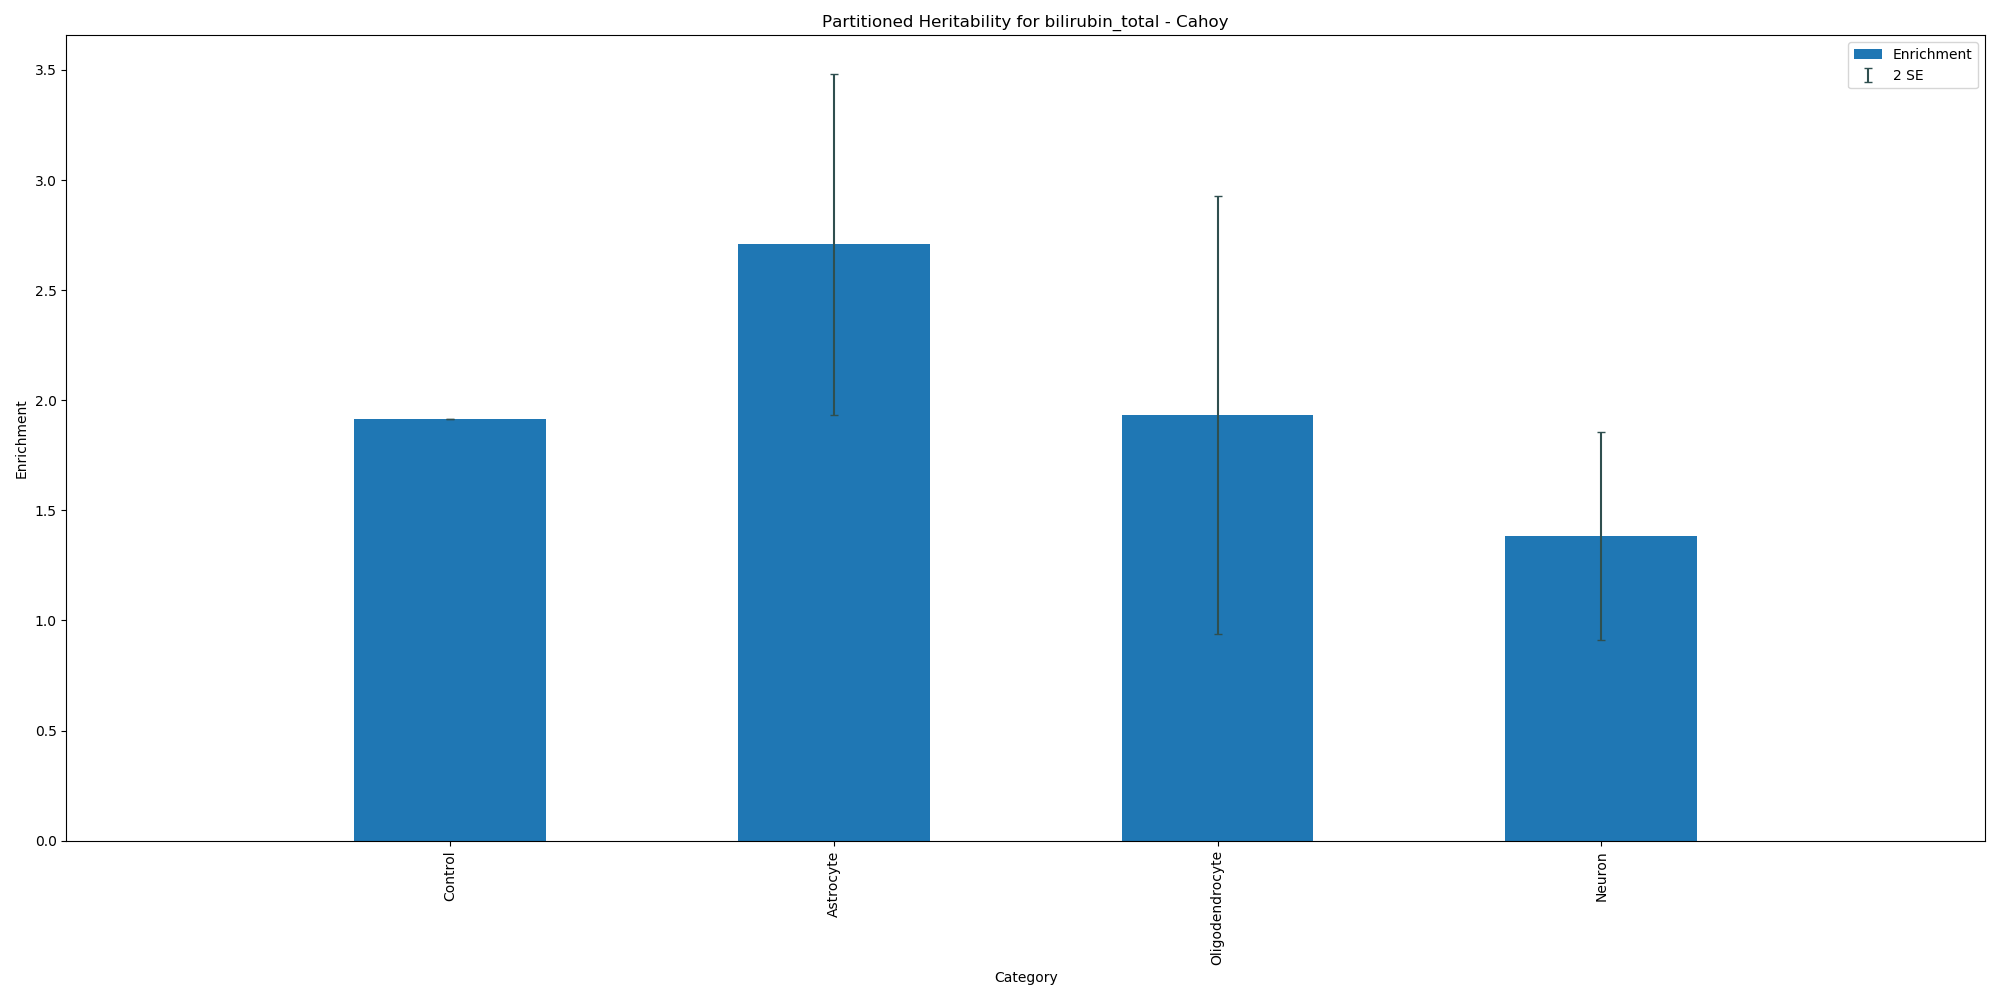 Partitioned Heritability for bilirubin_total - Cahoy
Enrichment
2 SE
3.5
3.0
2.5
2.0
1.5
1.0
0.5
0.0
Enrichment
Control
Astrocyte
Oligodendrocyte
Neuron
Category